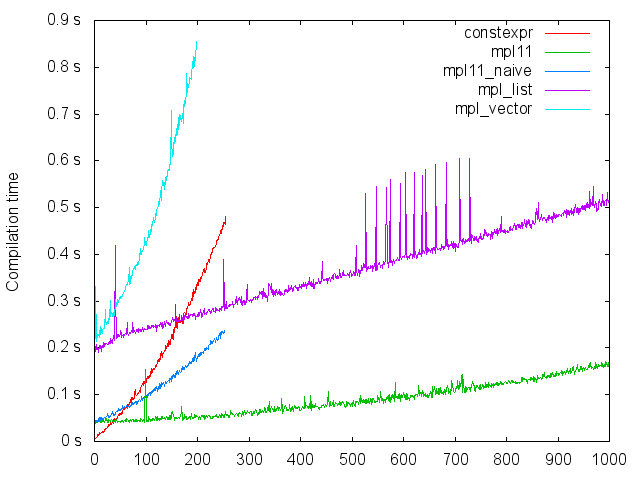 0.9 s
0.8 s
0.7 s
0.6 s
0.5 s
0.4 s
0.3 s
0.2 s
0.1 s
0 s
Compilation time
constexpr
mpl11
mpl11_naive
mpl_list
mpl_vector
0 100 200 300 400 500 600 700 800 900 1000